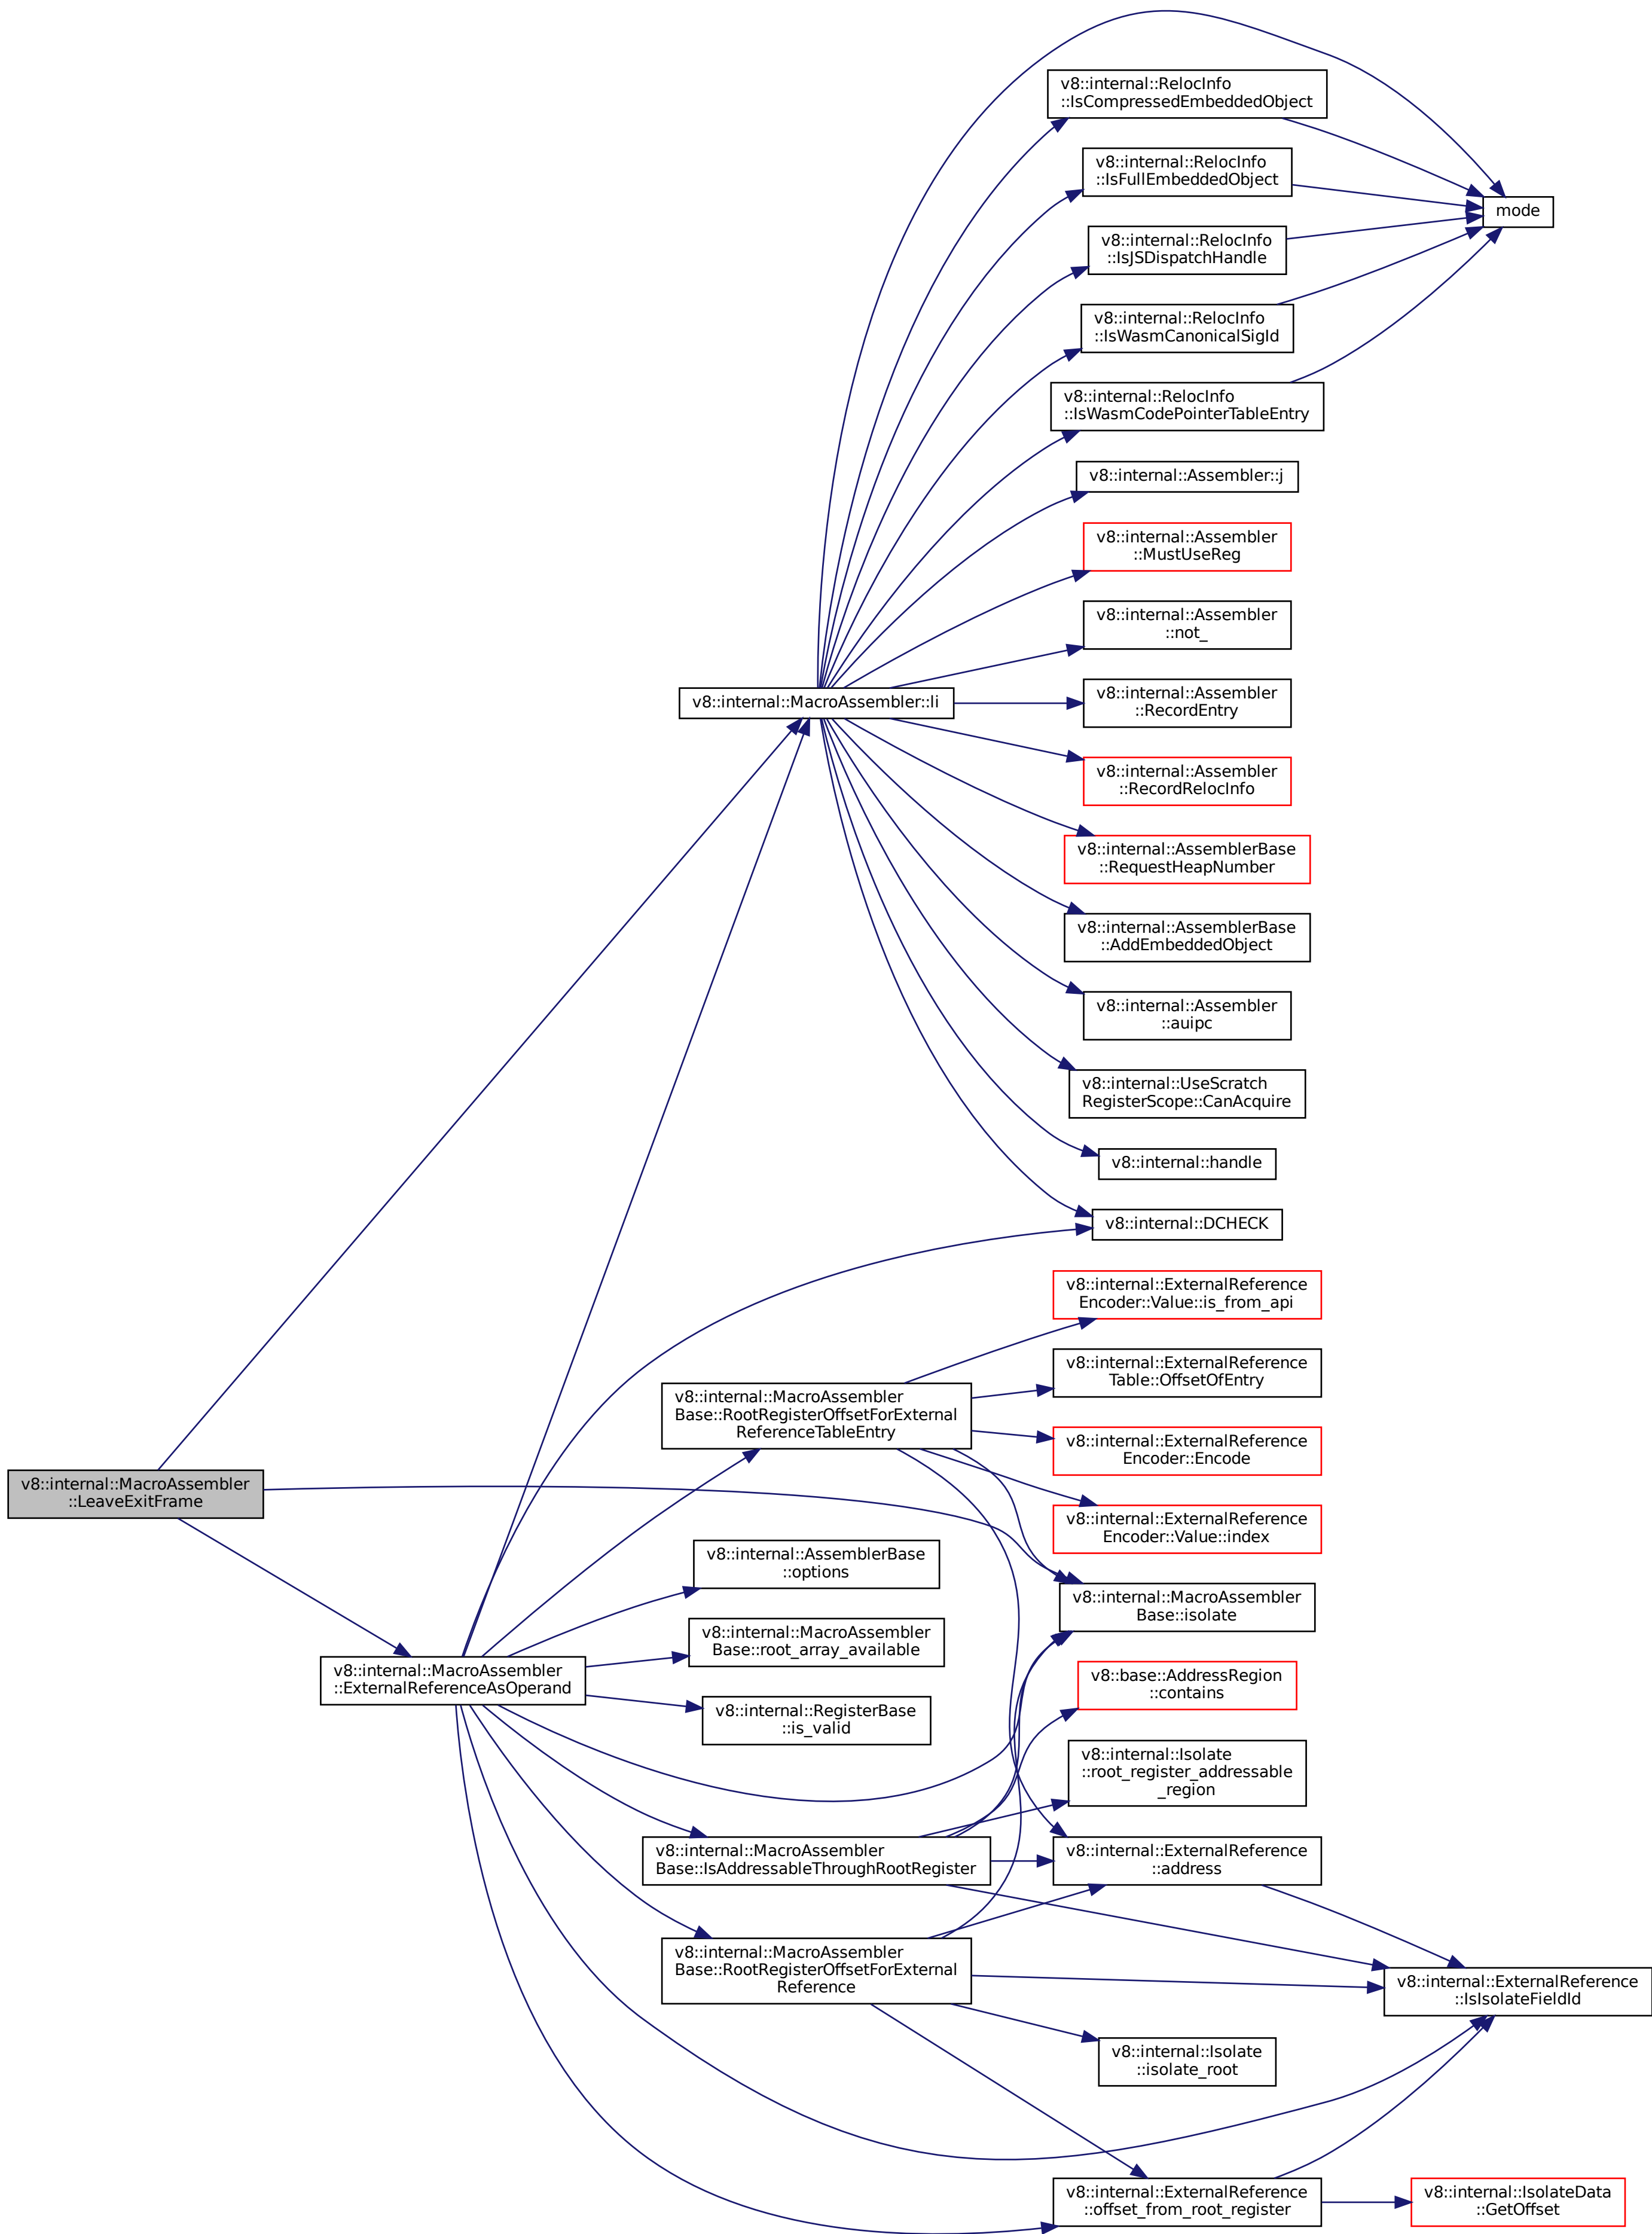 v8::internal::RelocInfo
::IsCompressedEmbeddedObject
v8::internal::RelocInfo
::IsFullEmbeddedObject
mode
v8::internal::RelocInfo
::IsJSDispatchHandle
v8::internal::RelocInfo
::IsWasmCanonicalSigId
v8::internal::RelocInfo
::IsWasmCodePointerTableEntry
v8::internal::Assembler::j
v8::internal::Assembler
::MustUseReg
v8::internal::Assembler
::not_
v8::internal::MacroAssembler::li
v8::internal::Assembler
::RecordEntry
v8::internal::Assembler
::RecordRelocInfo
v8::internal::AssemblerBase
::RequestHeapNumber
v8::internal::AssemblerBase
::AddEmbeddedObject
v8::internal::Assembler
::auipc
v8::internal::UseScratch
RegisterScope::CanAcquire
v8::internal::handle
v8::internal::DCHECK
v8::internal::ExternalReference
Encoder::Value::is_from_api
v8::internal::ExternalReference
Table::OffsetOfEntry
v8::internal::MacroAssembler
Base::RootRegisterOffsetForExternal
ReferenceTableEntry
v8::internal::ExternalReference
Encoder::Encode
v8::internal::MacroAssembler
::LeaveExitFrame
v8::internal::ExternalReference
Encoder::Value::index
v8::internal::AssemblerBase
::options
v8::internal::MacroAssembler
Base::isolate
v8::internal::MacroAssembler
Base::root_array_available
v8::internal::MacroAssembler
::ExternalReferenceAsOperand
v8::base::AddressRegion
::contains
v8::internal::RegisterBase
::is_valid
v8::internal::Isolate
::root_register_addressable
_region
v8::internal::MacroAssembler
Base::IsAddressableThroughRootRegister
v8::internal::ExternalReference
::address
v8::internal::MacroAssembler
Base::RootRegisterOffsetForExternal
Reference
v8::internal::ExternalReference
::IsIsolateFieldId
v8::internal::Isolate
::isolate_root
v8::internal::ExternalReference
::offset_from_root_register
v8::internal::IsolateData
::GetOffset